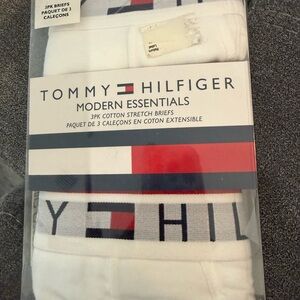 3PK BRIEFS
PAQUET DE 3
CALEÇONS
TOMMY HILFIGER
MODERN ESSENTIALS
3PK COTTON STRETCH BRIEFS
PAQUET DE 3 CALEÇONS EN COTON EXTENSIBLE
Y HIL